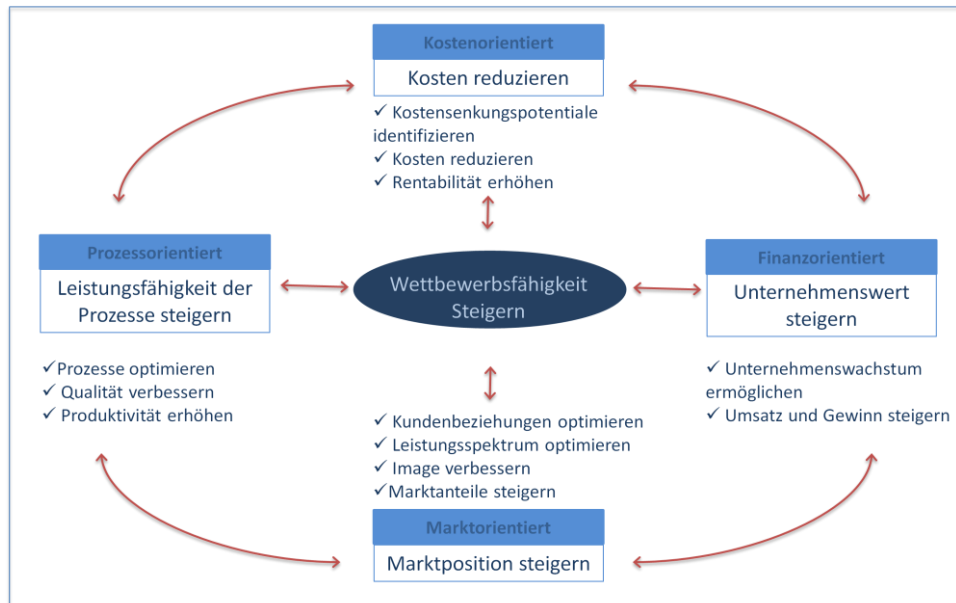 Kostenorientiert
Kosten reduzieren
✓ Kostensenkungspotentiale
identifizieren
✓ Kosten reduzieren
✓ Rentabilität erhöhen
Prozessorientiert
Leistungsfähigkeit der
Prozesse steigern
✓Prozesse optimieren
✓ Qualität verbessern
✓ Produktivität erhöhen
Wettbewerbsfähigkeit
Steigern
Finanzorientiert
Unternehmenswert
steigern
✓ Unternehmenswachstum
ermöglichen
✓ Umsatz und Gewinn steigern
✓ Kundenbeziehungen optimieren
✓ Leistungsspektrum optimieren
✓ Image verbessern
✓Marktanteile steigern
Marktorientiert
Marktposition steigern